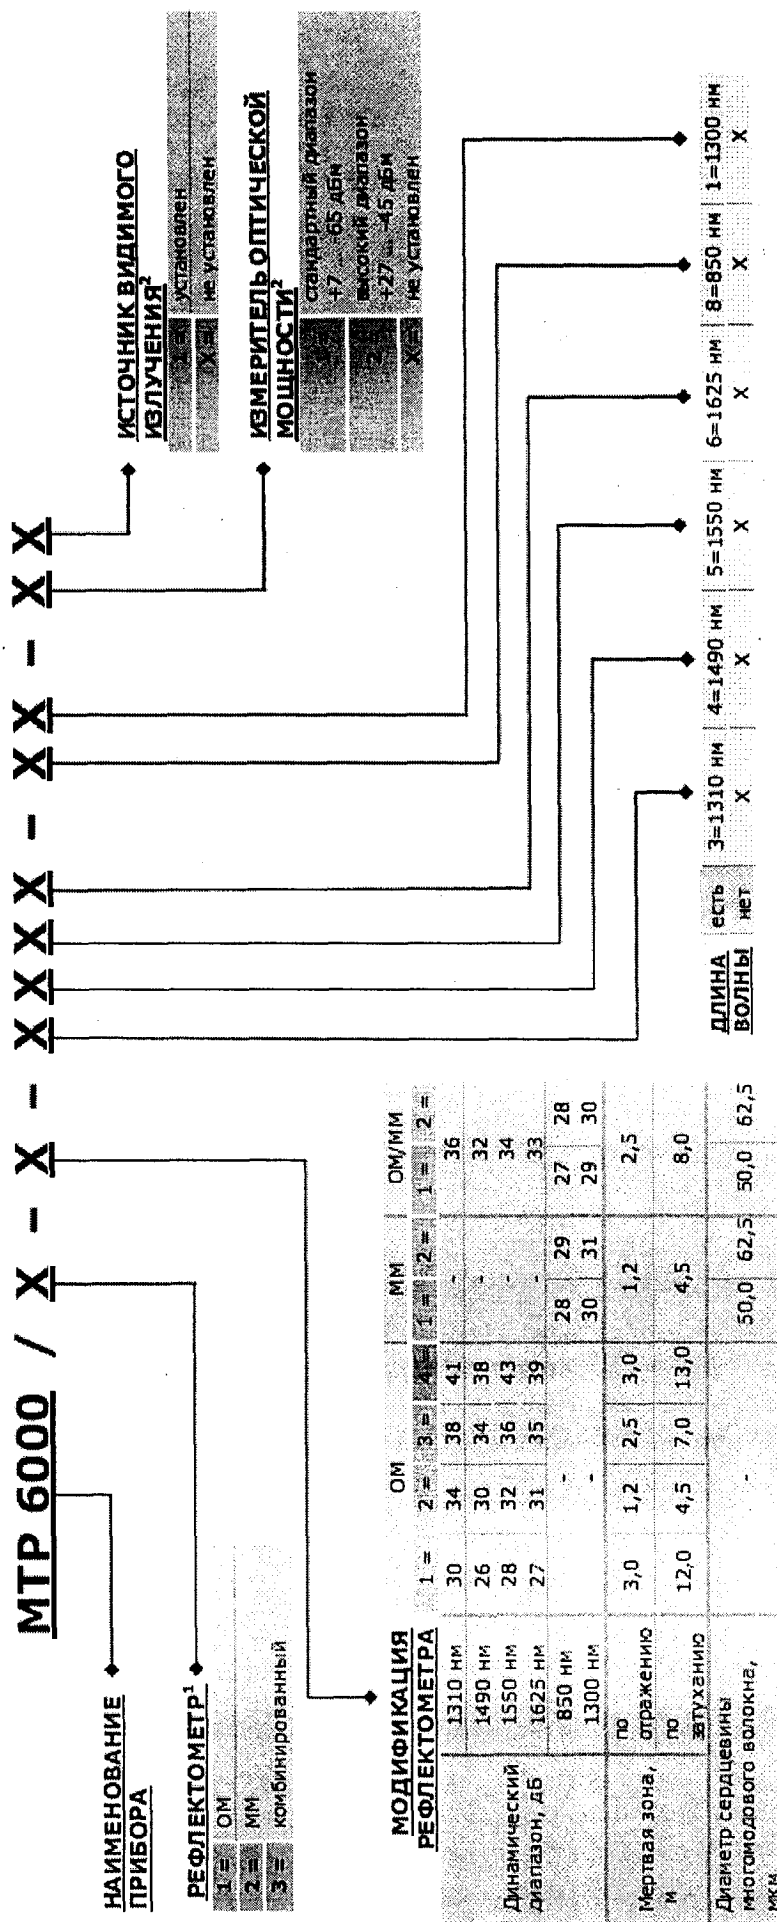 МТР 6000 / X - X - XXXX - XX - XX
НАИМЕНОВАНИЕ
ПРИБОРА
РЕФЛЕКТОМЕТР¹
1 = ОМ
2 = ММ
3 = комбинированный
ИСТОЧНИК ВИДИМОГО
ИЗЛУЧЕНИЯ²
1 = установлен
X = не установлен
ИЗМЕРИТЕЛЬ ОПТИЧЕСКОЙ
МОЩНОСТИ²
стандартный диапазон
+7 ... -65 дБм
2 = высокий диапазон
+27 ... -45 дБм
X = не установлен
МОДИФИКАЦИЯ
РЕФЛЕКТОМЕТРА
ОМ ММ ОМ/ММ
1 = 2 = 3 = 4 = 1 = 2 = 1 = 2 =
Динамический
диапазон, дБ
1310 нм 30 34 38 41 - 36
1490 нм 26 30 34 38 - 32
1550 нм 28 32 36 43 - 34
1625 нм 27 31 35 39 - 33
850 нм - 28 29 27 28
1300 нм - 30 31 29 30
Мертвая зона,
м
по
отражению 3,0 1,2 2,5 3,0 1,2 2,5
по
затуханию 12,0 4,5 7,0 13,0 4,5 8,0
Диаметр сердцевины
многомодового волокна,
мкм
- 50,0 62,5 50,0 62,5
ДЛИНА
ВОЛНЫ
есть 3=1310 нм 4=1490 нм 5=1550 нм 6=1625 нм 8=850 нм 1=1300 нм
нет X X X X X X